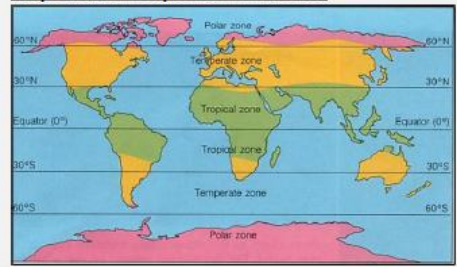 Polar zone
60°N 60°N
Temperate zone
30°N 30°N
Tropical zone
Equator (0°) Equator (0°)
Tropical zone
30°S 30°S
Temperate zone
60°S 60°S
Polar zone